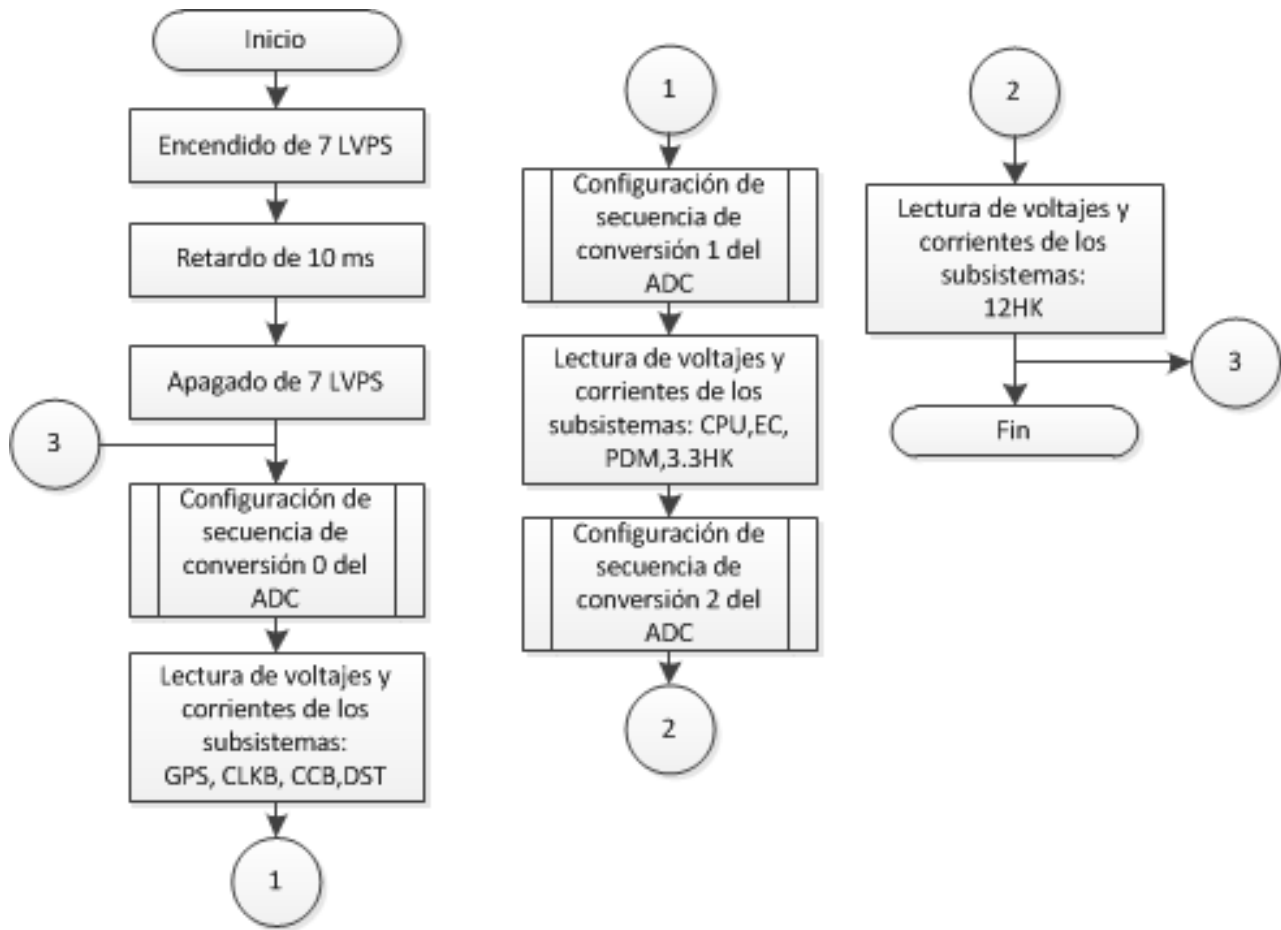 Inicio
Encendido de 7 LVPS
Retardo de 10 ms
Apagado de 7 LVPS
3
Configuración de
secuencia de
conversión 0 del
ADC
Lectura de voltajes y
corrientes de los
subsistemas:
GPS, CLKB, CCB,DST
1
1
Configuración de
secuencia de
conversión 1 del
ADC
Lectura de voltajes y
corrientes de los
subsistemas: CPU,EC,
PDM,3.3HK
Configuración de
secuencia de
conversión 2 del
ADC
2
2
Lectura de voltajes y
corrientes de los
subsistemas:
12HK
3
Fin